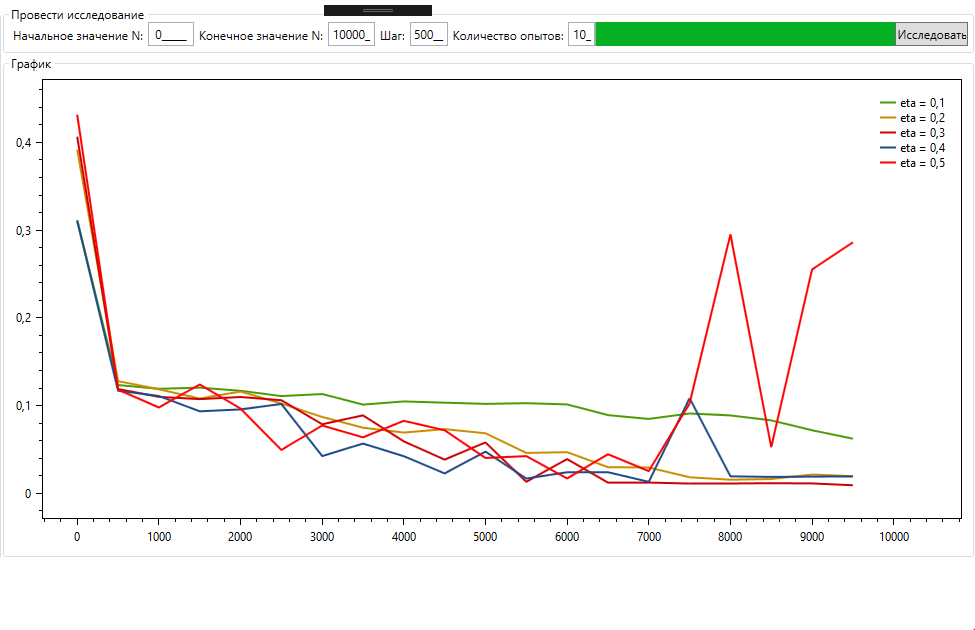 Провести исследование
Начальное значение N: 0____ Конечное значение N: 10000_ Шаг: 500__ Количество опытов: 10_ Исследовать
График
eta = 0,1
eta = 0,2
eta = 0,3
eta = 0,4
eta = 0,5
0,4
0,3
0,2
0,1
0
0 1000 2000 3000 4000 5000 6000 7000 8000 9000 10000